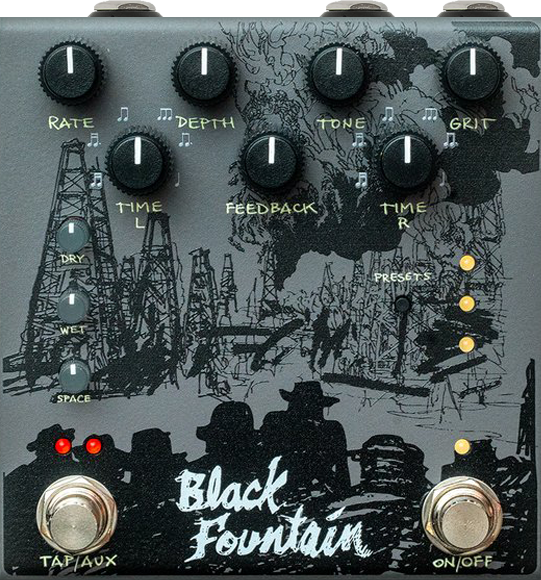 RATE
DEPTH
TONE
GRIT
TIME
L
FEEDBACK
TIME
R
DRY
PRESETS
WET
SPACE
Black
Fountain
TAP/AUX
ON/OFF